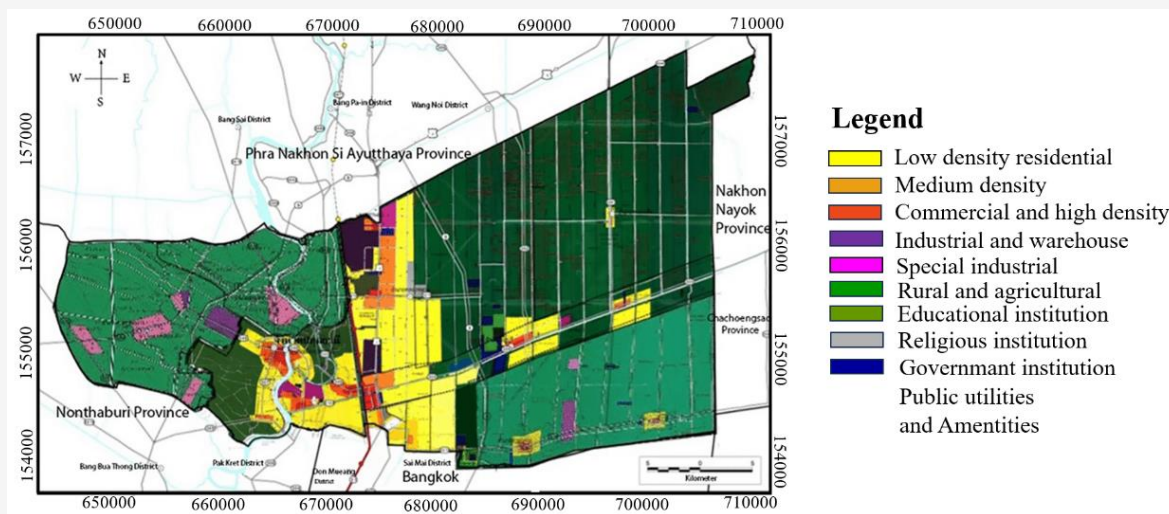 650000 660000 670000 680000 690000 700000 710000
N
W E
S
Bang Pa-in District
Wang Noi District
Bang Sai District
Phra Nakhon Si Ayutthaya Province
Nakhon
Nayok
Province
Chachoengsao
Province
Nonthaburi Province
Bang Bua Thong District
Pak Kret District
Don Mueang
District
Sai Mai District
Bangkok
5 0 5
Kilometer
157000
156000
155000
154000
157000
156000
155000
154000
650000 660000 670000 680000 690000 700000 710000
Legend
Low density residential
Medium density
Commercial and high density
Industrial and warehouse
Special industrial
Rural and agricultural
Educational institution
Religious institution
Governmant institution
Public utilities
and Amentities